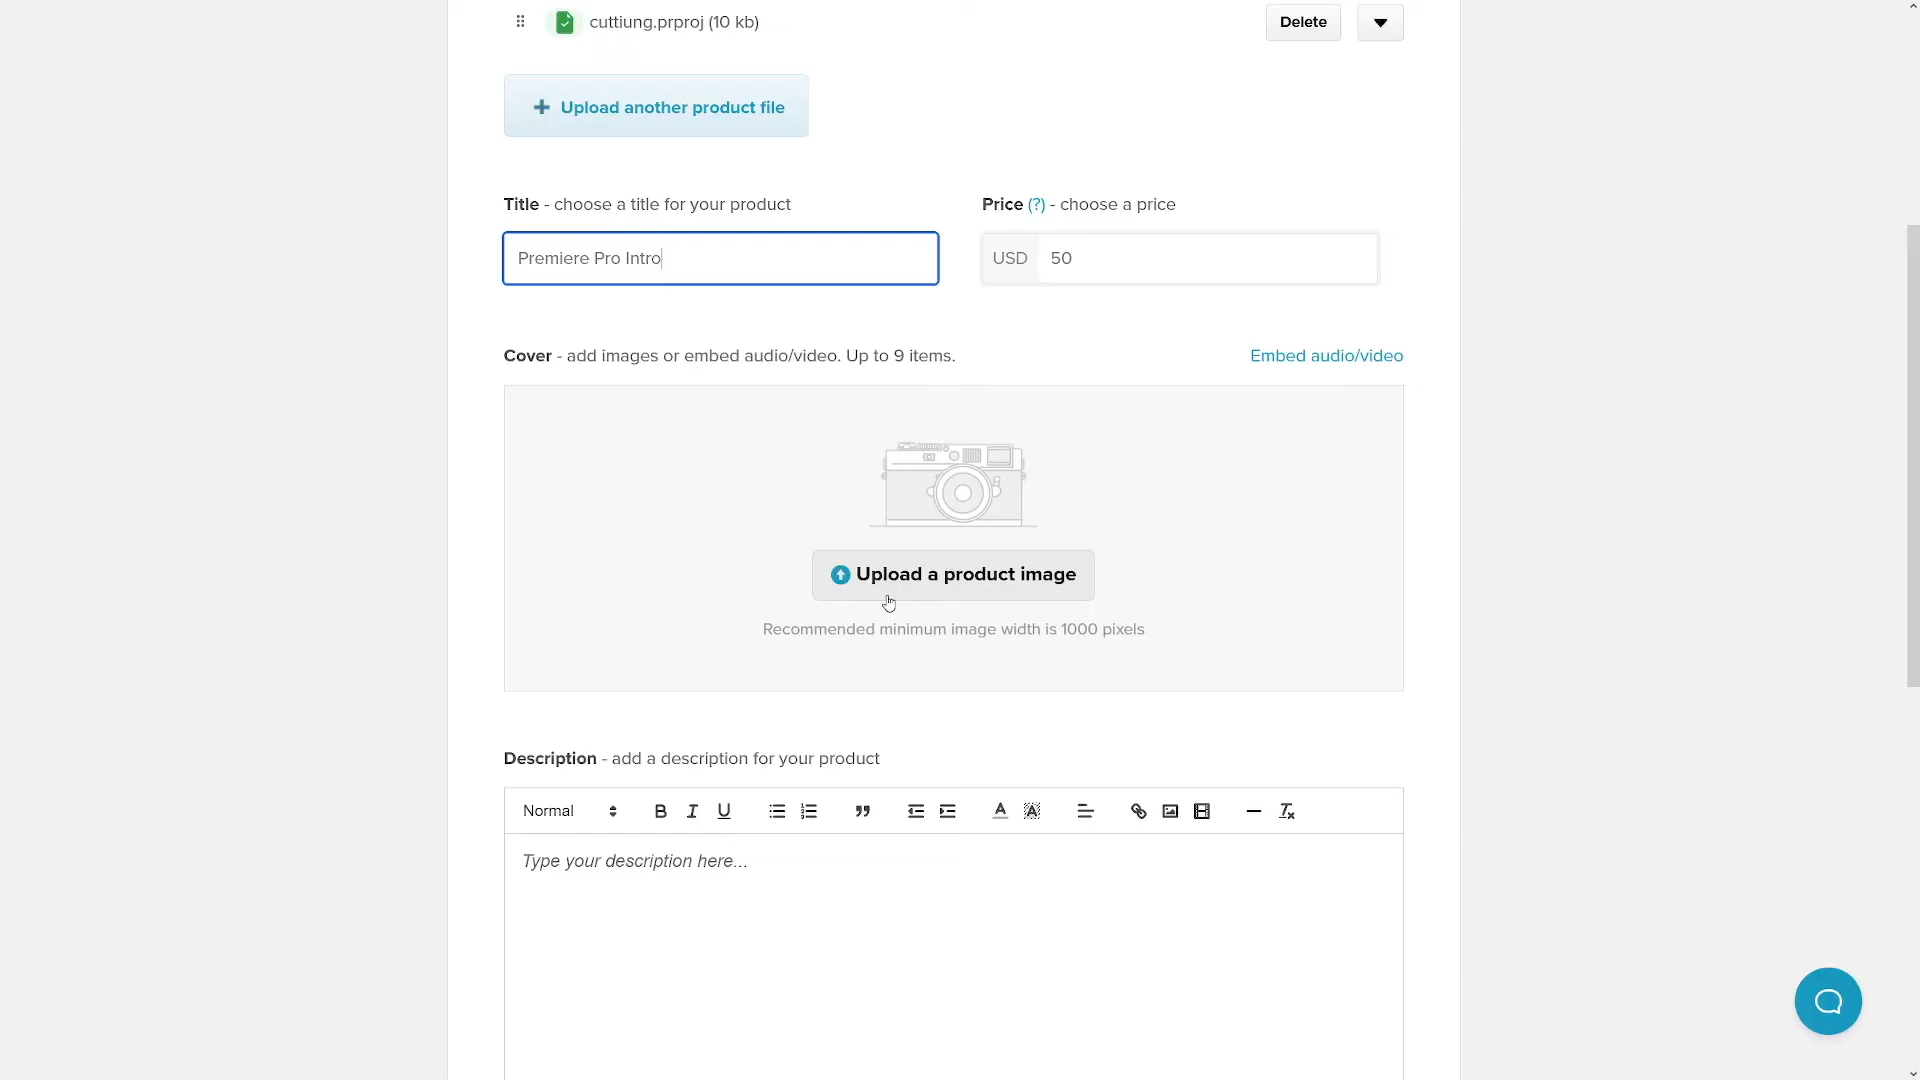 cuttiung.prproj (10 kb)
Delete
+ Upload another product file
Title - choose a title for your product
Price (?) - choose a price
Premiere Pro Intro
USD 50
Cover - add images or embed audio/video. Up to 9 items.
Embed audio/video
Upload a product image
Recommended minimum image width is 1000 pixels
Description - add a description for your product
Normal
Type your description here...